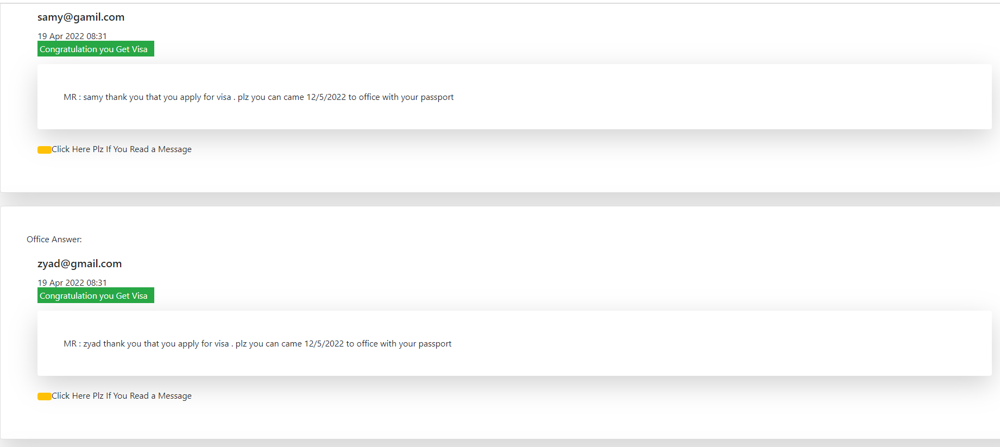 samy@gamil.com
19 Apr 2022 08:31
Congratulation you Get Visa
MR : samy thank you that you apply for visa . plz you can came 12/5/2022 to office with your passport
Click Here Plz If You Read a Message
Office Answer:
zyad@gmail.com
19 Apr 2022 08:31
Congratulation you Get Visa
MR : zyad thank you that you apply for visa . plz you can came 12/5/2022 to office with your passport
Click Here Plz If You Read a Message